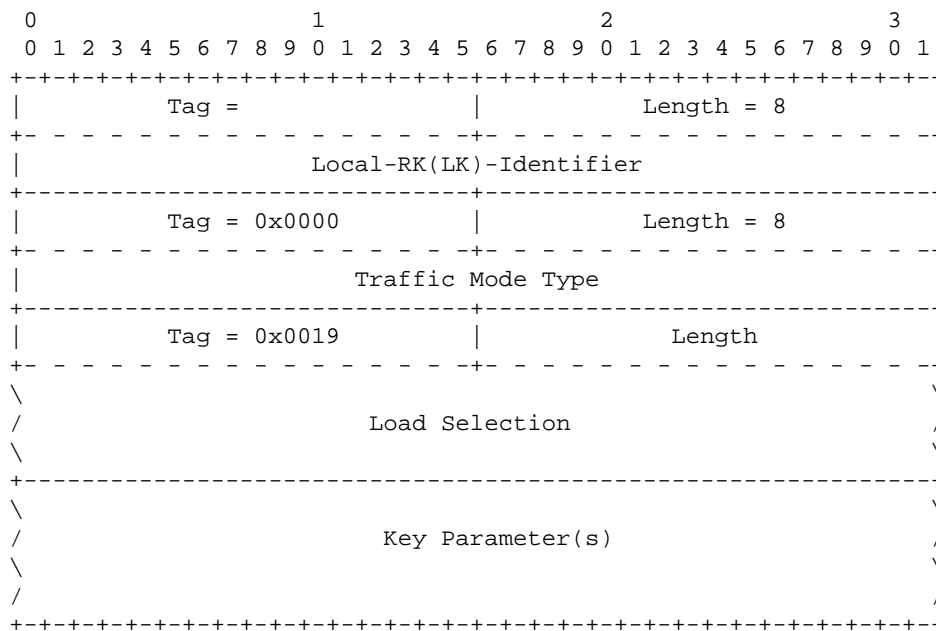 0                   1                   2                   3
0 1 2 3 4 5 6 7 8 9 0 1 2 3 4 5 6 7 8 9 0 1 2 3 4 5 6 7 8 9 0 1
+-+-+-+-+-+-+-+-+-+-+-+-+-+-+-+-+-+-+-+-+-+-+-+-+-+-+-+-+-+-+-+--
|          Tag =                |           Length = 8
+- - - - - - - - - - - - - - - -+- - - - - - - - - - - - - - - --
|                    Local-RK(LK)-Identifier
+-------------------------------+--------------------------------
|          Tag = 0x0000         |           Length = 8
+- - - - - - - - - - - - - - - -+- - - - - - - - - - - - - - - --
|                       Traffic Mode Type
+-------------------------------+--------------------------------
|          Tag = 0x0019         |             Length
+- - - - - - - - - - - - - - - -+- - - - - - - - - - - - - - - --
\                                                               \
/                        Load Selection                         /
\                                                               \
+----------------------------------------------------------------
\                                                               \
/                         Key Parameter(s)                      /
\                                                               \
/                                                               /
+-+-+-+-+-+-+-+-+-+-+-+-+-+-+-+-+-+-+-+-+-+-+-+-+-+-+-+-+-+-+-+--